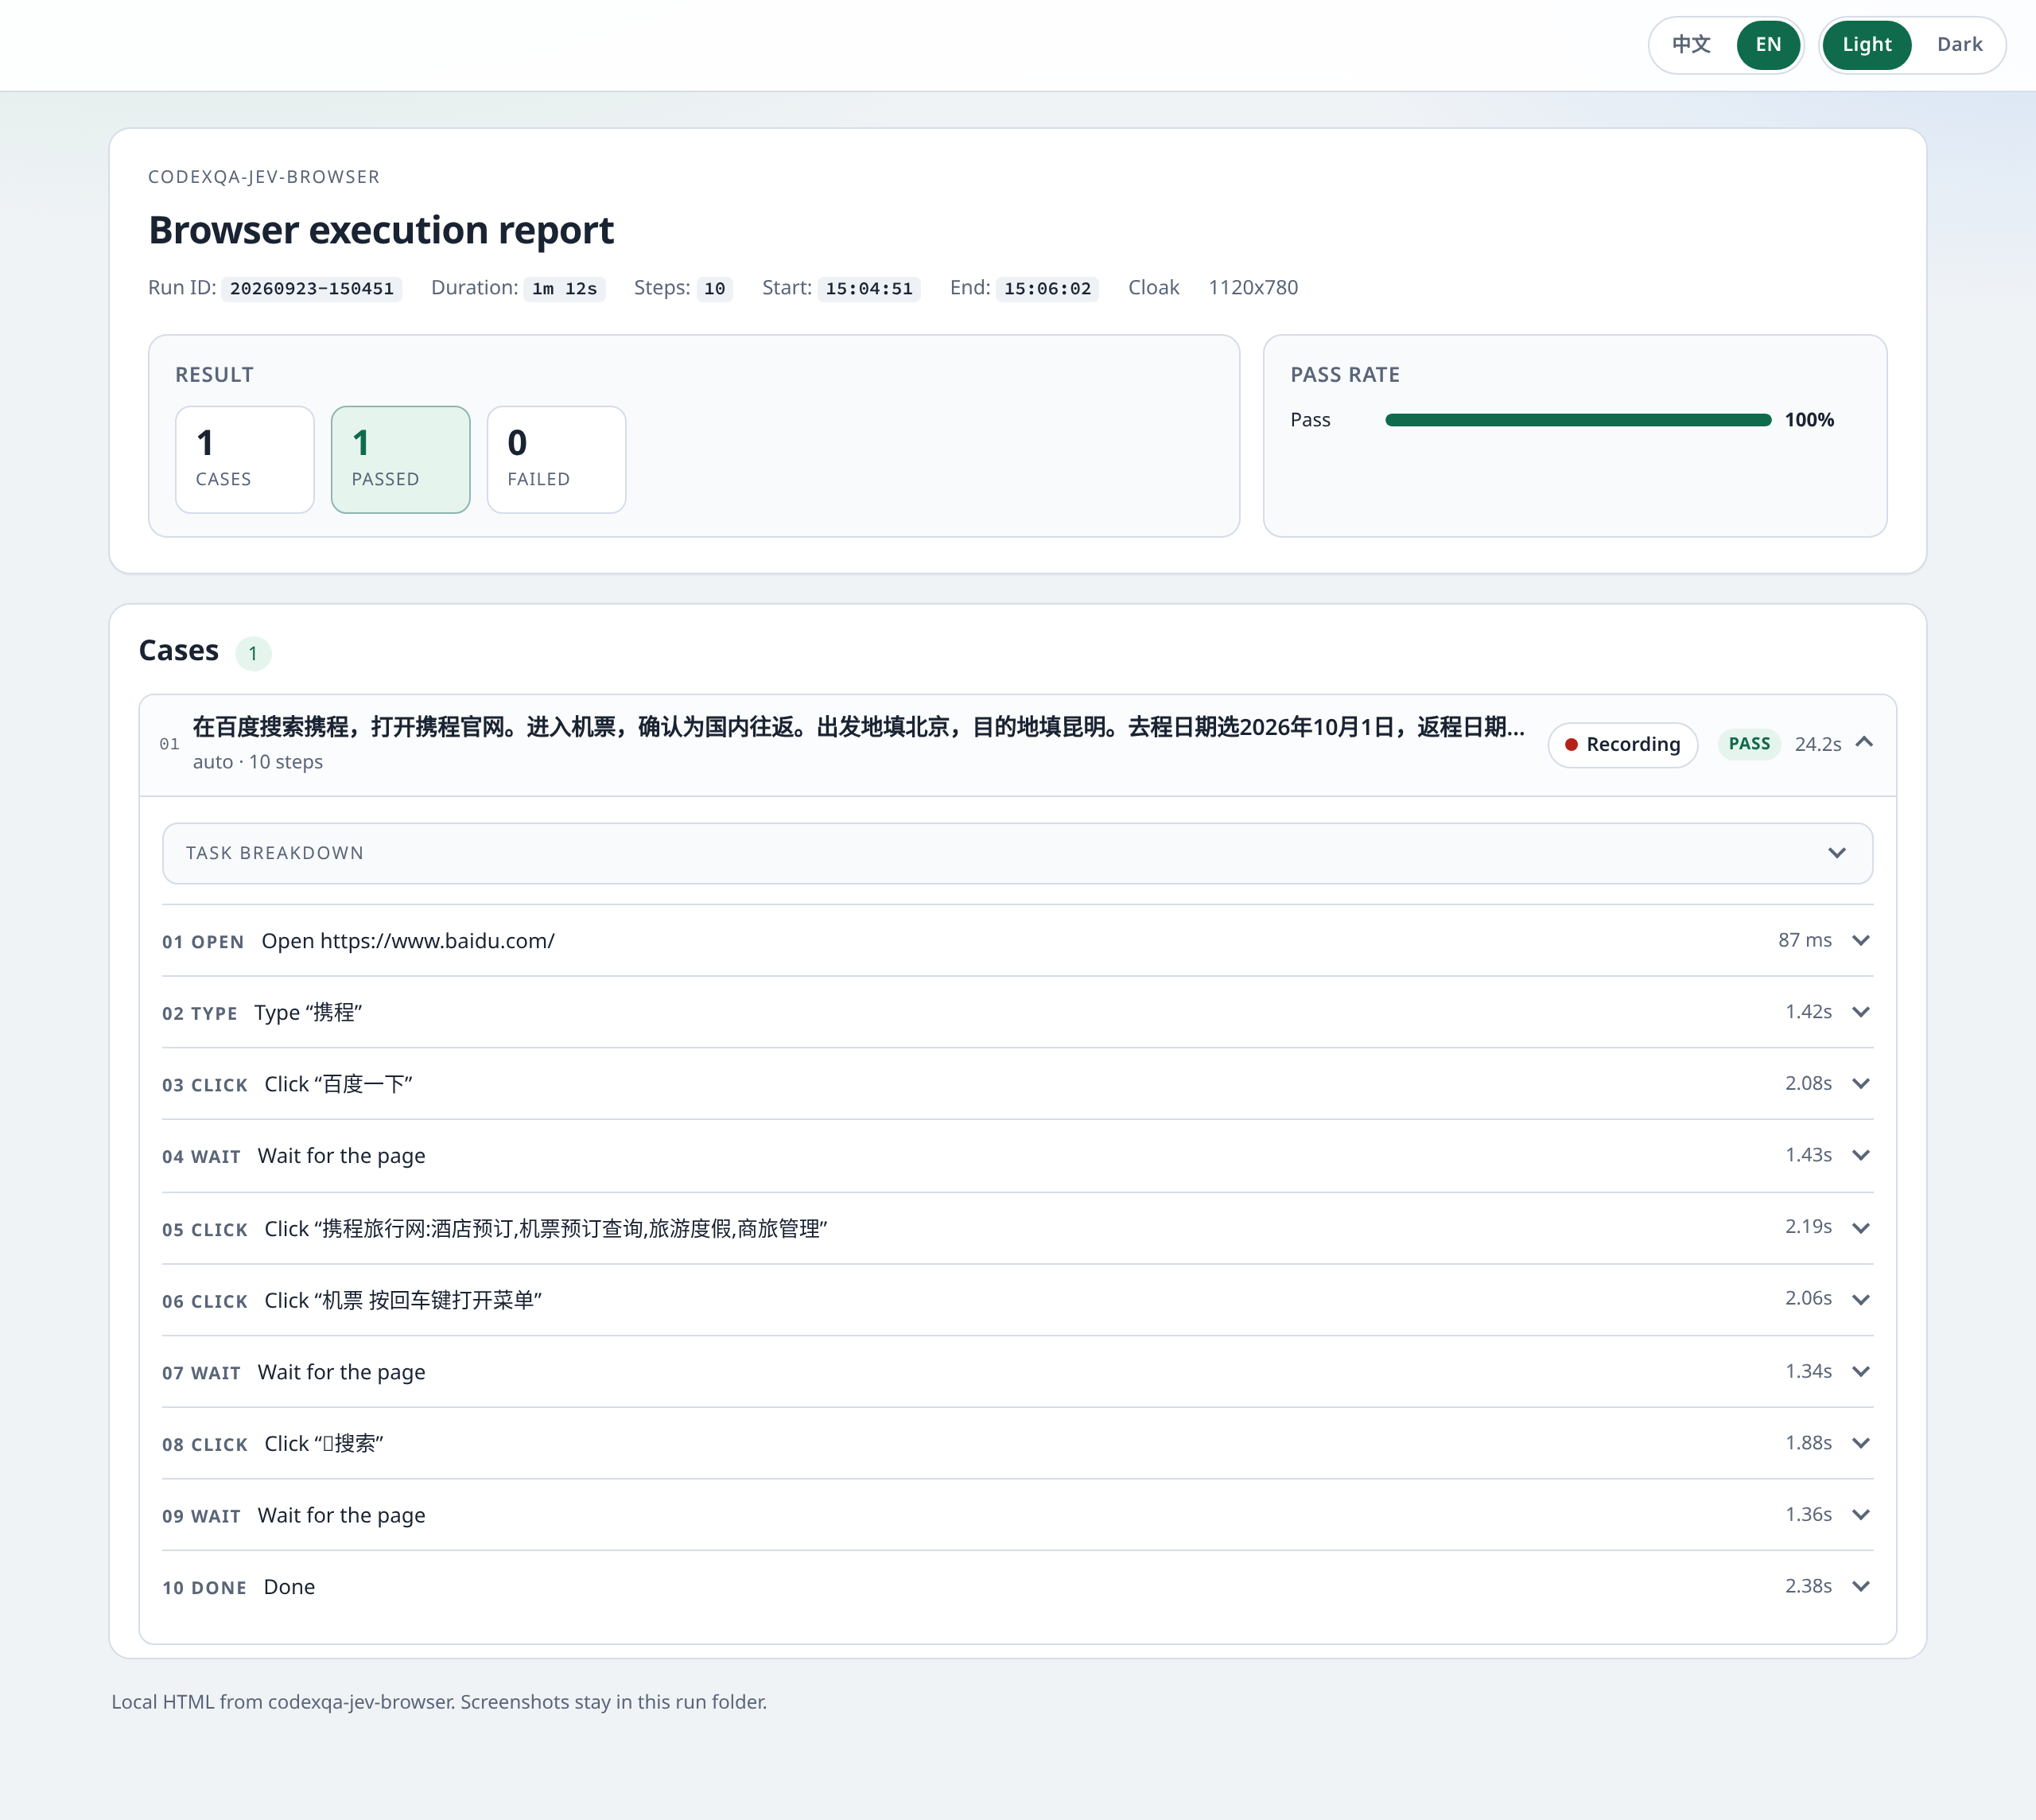 中文 EN Light Dark
CODEXQA-JEV-BROWSER
Browser execution report
Run ID: 20260923-150451 Duration: 1m 12s Steps: 10 Start: 15:04:51 End: 15:06:02 Cloak 1120x780
RESULT
1 CASES
1 PASSED
0 FAILED
PASS RATE
Pass 100%
Cases 1
01 在百度搜索携程，打开携程官网。进入机票，确认为国内往返。出发地填北京，目的地填昆明。去程日期选2026年10月1日，返程日期... Recording PASS 24.2s
auto · 10 steps
TASK BREAKDOWN
01 OPEN Open https://www.baidu.com/ 87 ms
02 TYPE Type “携程” 1.42s
03 CLICK Click “百度一下” 2.08s
04 WAIT Wait for the page 1.43s
05 CLICK Click “携程旅行网:酒店预订,机票预订查询,旅游度假,商旅管理” 2.19s
06 CLICK Click “机票 按回车键打开菜单” 2.06s
07 WAIT Wait for the page 1.34s
08 CLICK Click “▯搜索” 1.88s
09 WAIT Wait for the page 1.36s
10 DONE Done 2.38s
Local HTML from codexqa-jev-browser. Screenshots stay in this run folder.